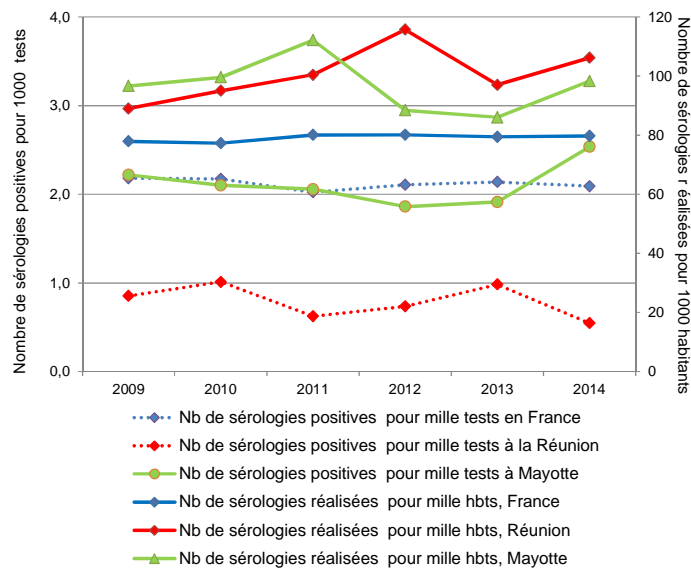 Nombre de sérologies positives pour 1000 tests
4,0
3,0
2,0
1,0
0,0
120
100
80
60
40
20
0
Nombre de sérologies réalisées pour 1000 habitants
2009 2010 2011 2012 2013 2014
Nb de sérologies positives pour mille tests en France
Nb de sérologies positives pour mille tests à la Réunion
Nb de sérologies positives pour mille tests à Mayotte
Nb de sérologies réalisées pour mille hbts, France
Nb de sérologies réalisées pour mille hbts, Réunion
Nb de sérologies réalisées pour mille hbts, Mayotte